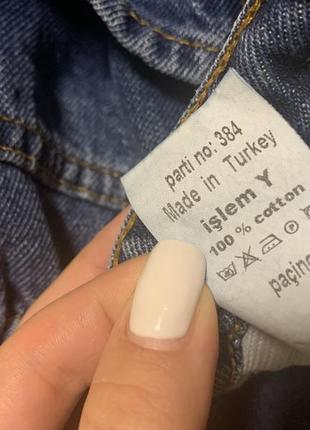 parti no: 384
Made in Turkey
işlem Y
100 % cotton